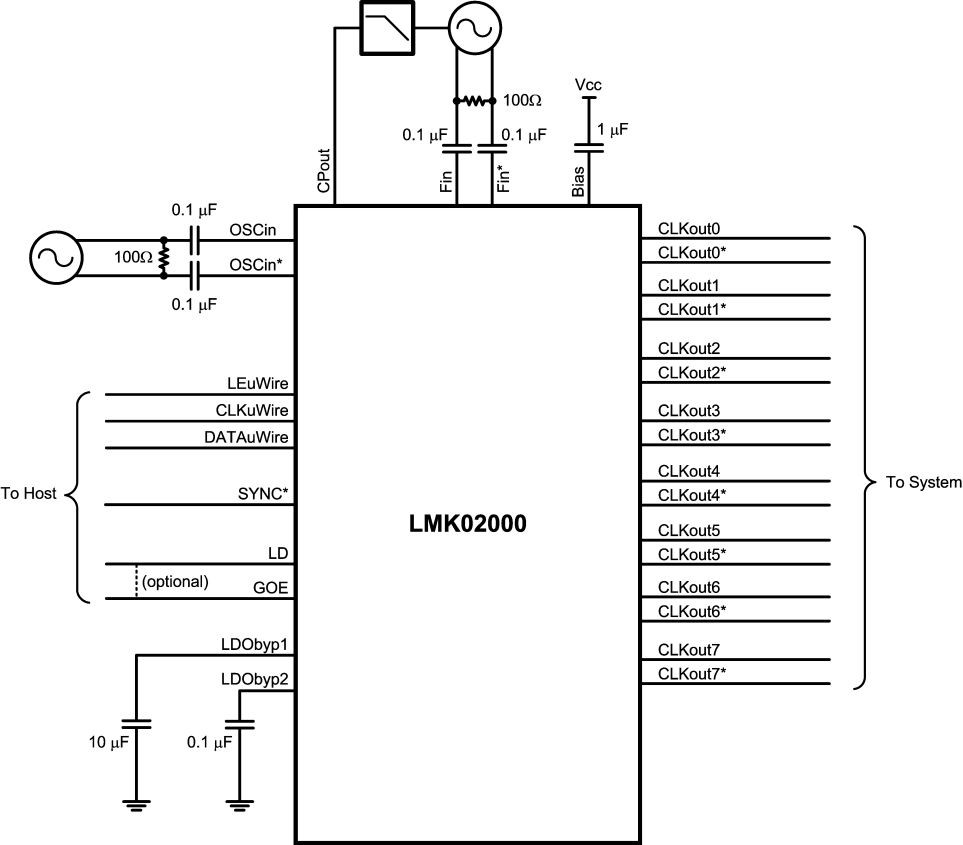 100Ω
Vcc
0.1 μF
0.1 μF
1 μF
CPout
Fin
Fin*
Bias
0.1 μF
OSCin
100Ω
OSCin*
0.1 μF
LEuWire
CLKuWire
DATAuWire
To Host
SYNC*
LD
(optional)
GOE
LDObyp1
LDObyp2
10 μF
0.1 μF
LMK02000
CLKout0
CLKout0*
CLKout1
CLKout1*
CLKout2
CLKout2*
CLKout3
CLKout3*
CLKout4
CLKout4*
CLKout5
CLKout5*
CLKout6
CLKout6*
CLKout7
CLKout7*
To System